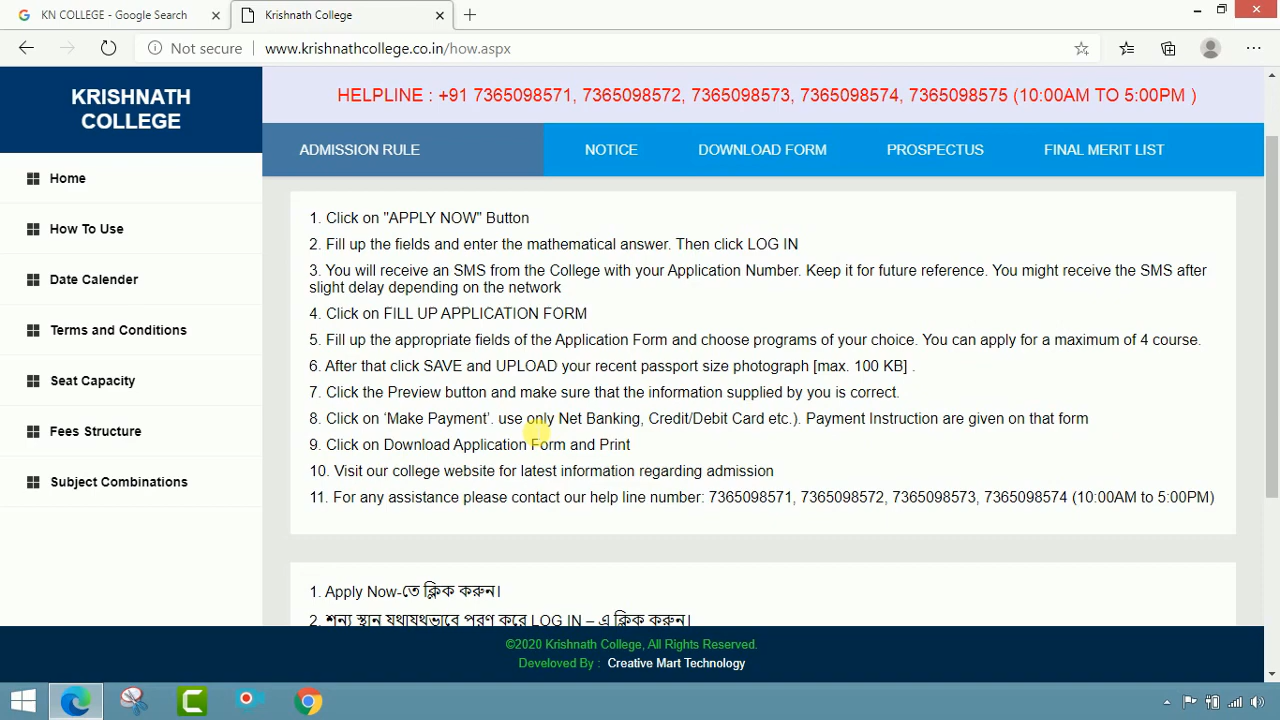 KN COLLEGE - Google Search
Krishnath College
Not secure
www.krishnathcollege.co.in/how.aspx
KRISHNATH
COLLEGE
Home
How To Use
Date Calender
Terms and Conditions
Seat Capacity
Fees Structure
Subject Combinations
HELPLINE : +91 7365098571, 7365098572, 7365098573, 7365098574, 7365098575 (10:00AM TO 5:00PM )
ADMISSION RULE NOTICE DOWNLOAD FORM PROSPECTUS FINAL MERIT LIST
1. Click on "APPLY NOW" Button
2. Fill up the fields and enter the mathematical answer. Then click LOG IN
3. You will receive an SMS from the College with your Application Number. Keep it for future reference. You might receive the SMS after
slight delay depending on the network
4. Click on FILL UP APPLICATION FORM
5. Fill up the appropriate fields of the Application Form and choose programs of your choice. You can apply for a maximum of 4 course.
6. After that click SAVE and UPLOAD your recent passport size photograph [max. 100 KB] .
7. Click the Preview button and make sure that the information supplied by you is correct.
8. Click on ‘Make Payment’. use only Net Banking, Credit/Debit Card etc.). Payment Instruction are given on that form
9. Click on Download Application Form and Print
10. Visit our college website for latest information regarding admission
11. For any assistance please contact our help line number: 7365098571, 7365098572, 7365098573, 7365098574 (10:00AM to 5:00PM)
1. Apply Now-তে ক্লিক করুন।
2. শূন্য স্থান যথাযথভাবে পূরণ করে LOG IN – এ ক্লিক করুন।
©2020 Krishnath College, All Rights Reserved.
Develoved By : Creative Mart Technology